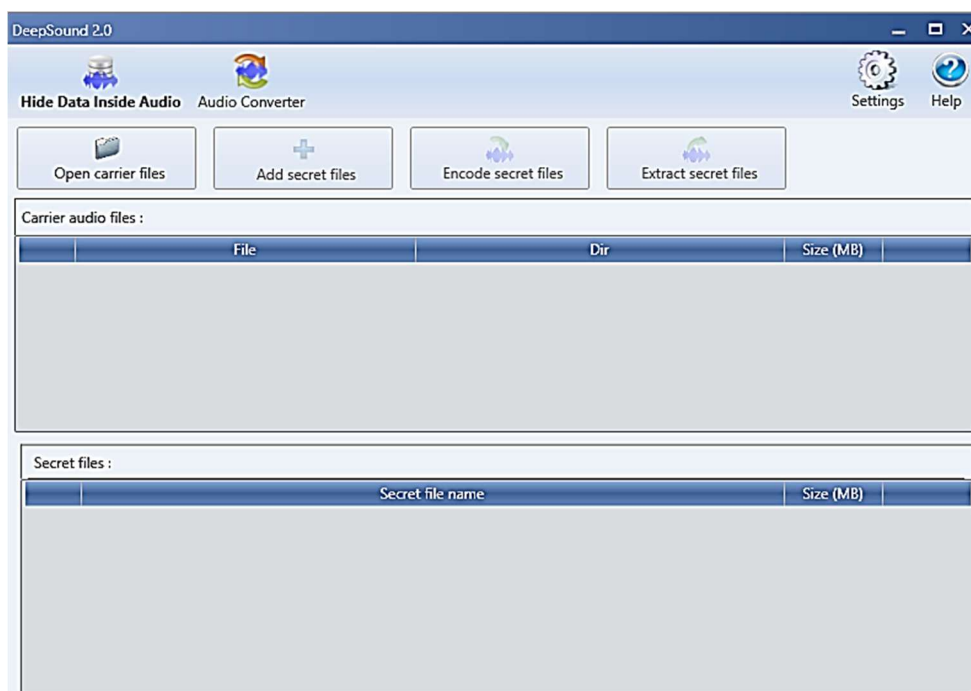 DeepSound 2.0
Hide Data Inside Audio Audio Converter Settings Help
Open carrier files Add secret files Encode secret files Extract secret files
Carrier audio files :
File Dir Size (MB)
Secret files :
Secret file name Size (MB)